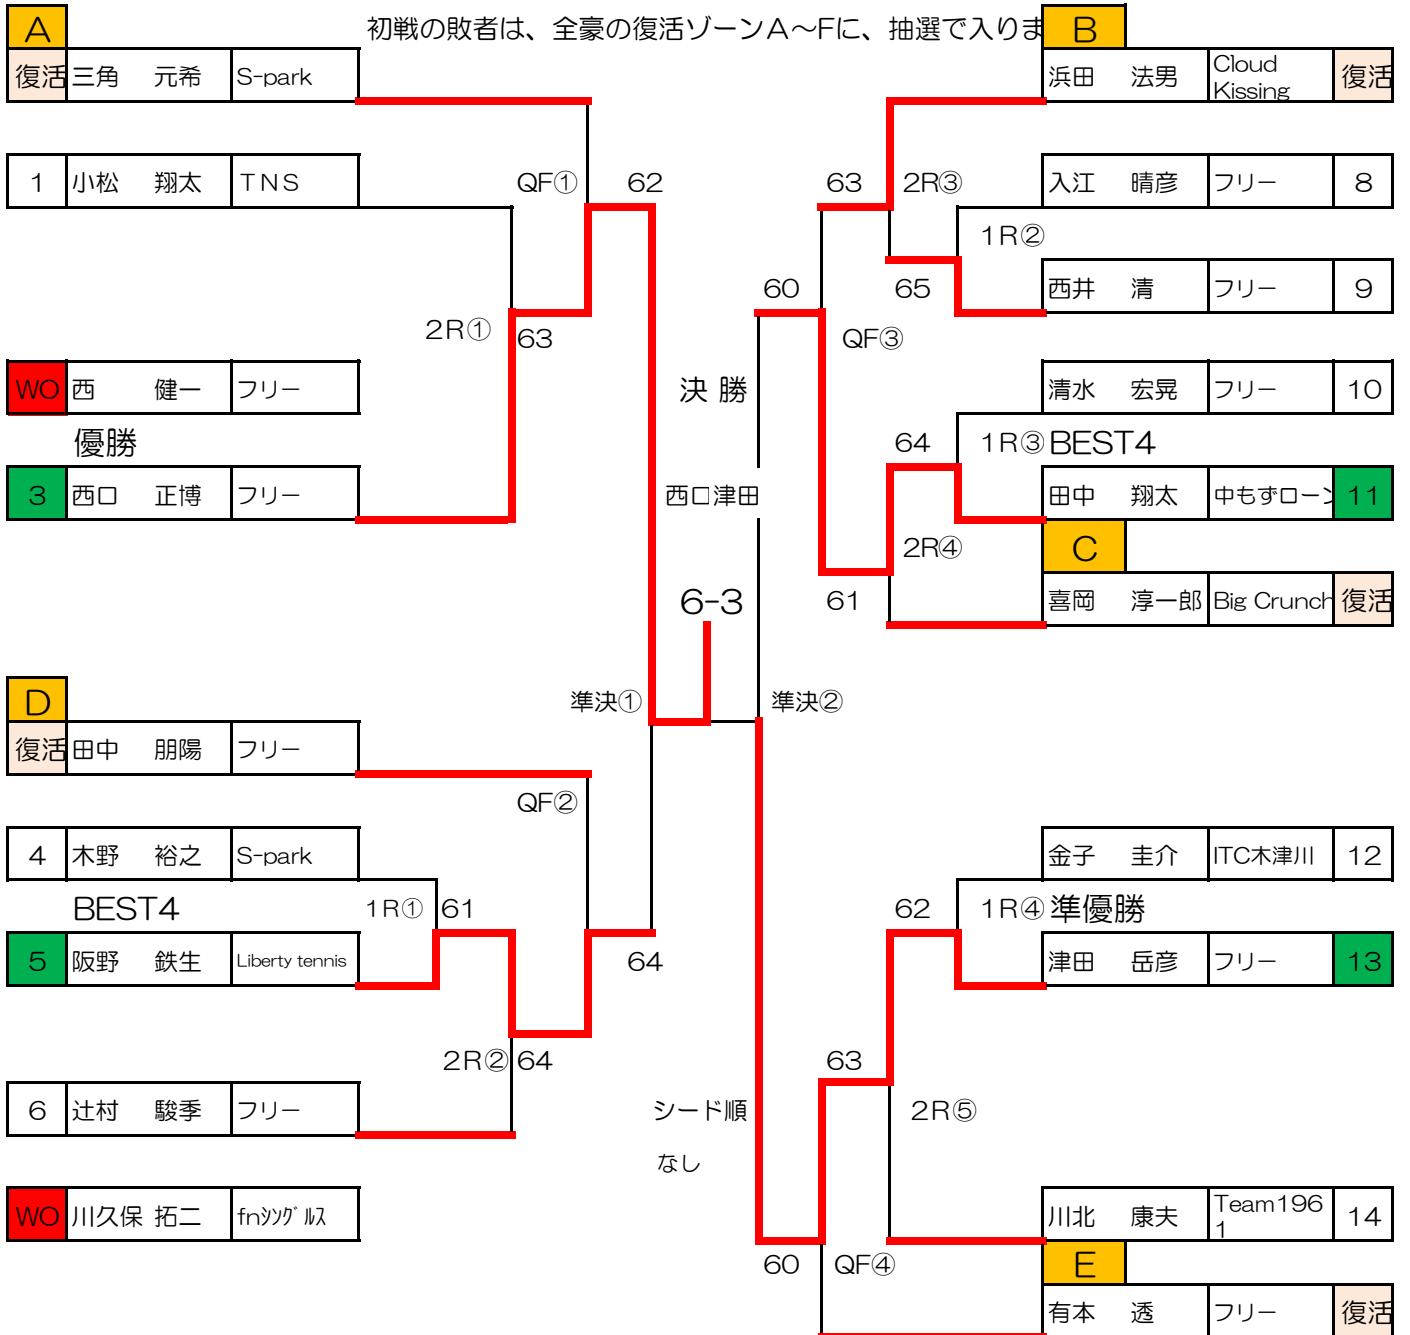 初戦の敗者は、全豪の復活ゾーンA～Fに、抽選で入りま
A
復活 三角 元希 S-park
1 小松 翔太 TNS
QF① 62
2R① 63
WO 西 健一 フリー
優勝
3 西口 正博 フリー
D
復活 田中 朋陽 フリー
QF②
4 木野 裕之 S-park
BEST4
1R① 61
5 阪野 鉄生 Liberty tennis
64
2R② 64
6 辻村 駿季 フリー
WO 川久保 拓二 fnｼﾝｸﾞﾙｽ
決 勝
西口津田
6-3
準決① 準決②
シード順
なし
B
浜田 法男 Cloud
Kissing 復活
63 2R③
入江 晴彦 フリー 8
1R②
60 65
西井 清 フリー 9
QF③
清水 宏晃 フリー 10
64 1R③ BEST4
田中 翔太 中もずローン 11
2R④
C
61
喜岡 淳一郎 Big Crunch 復活
金子 圭介 ITC木津川 12
62 1R④ 準優勝
津田 岳彦 フリー 13
63
2R⑤
川北 康夫 Team196
1 14
60 QF④
E
有本 透 フリー 復活